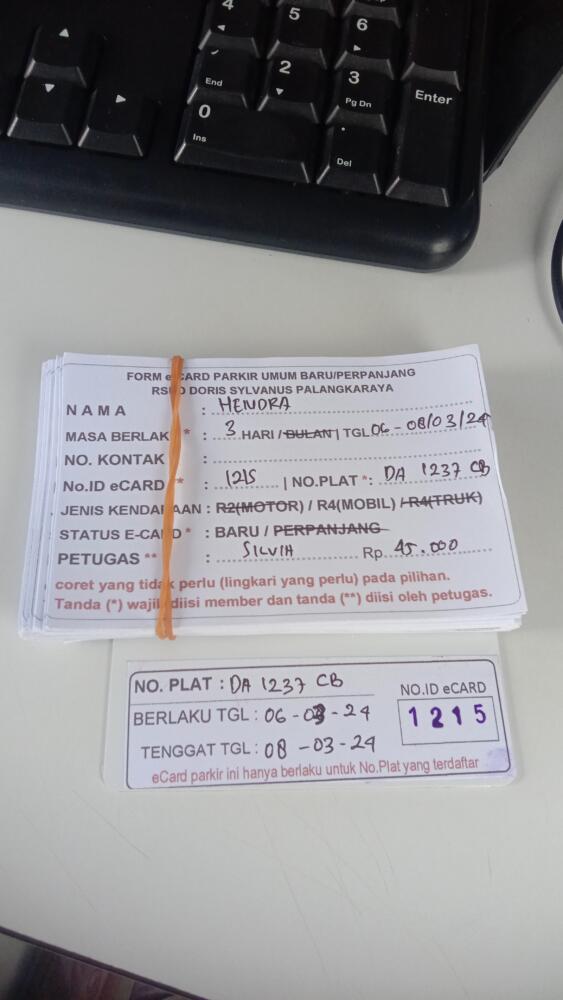 4
5
6
End
2
3
Pg Dn
Enter
0
Ins
.
Del
FORM eCARD PARKIR UMUM BARU/PERPANJANG
RSUD DORIS SYLVANUS PALANGKARAYA
NAMA : HENDRA
MASA BERLAK * : 3 HARI / BULAN | TGL 06 - 08/03/24
NO. KONTAK :
No.ID eCARD * : 1215 | NO.PLAT * : DA 1237 CB
JENIS KENDARAAN : R2(MOTOR) / R4(MOBIL) / R4(TRUK)
STATUS E-CARD * : BARU / PERPANJANG
PETUGAS ** : SILVIA Rp. 45.000
coret yang tidak perlu (lingkari yang perlu) pada pilihan.
Tanda (*) wajib diisi member dan tanda (**) diisi oleh petugas.
NO. PLAT : DA 1237 CB
NO.ID eCARD
BERLAKU TGL : 06 - 03 - 24
1215
TENGGAT TGL : 08 - 03 - 24
eCard parkir ini hanya berlaku untuk No.Plat yang terdaftar